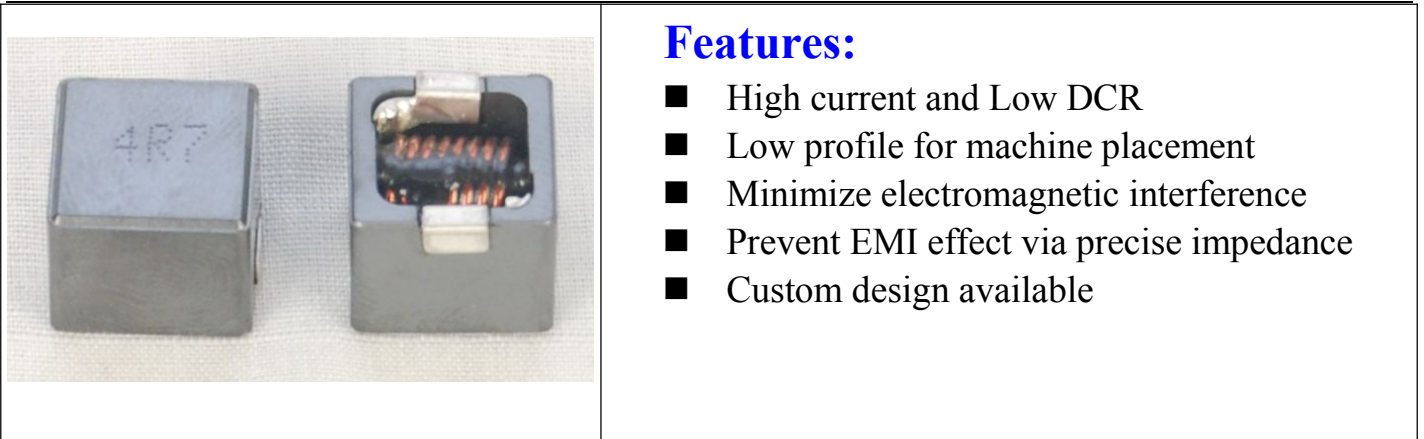 4R7
Features:
■ High current and Low DCR
■ Low profile for machine placement
■ Minimize electromagnetic interference
■ Prevent EMI effect via precise impedance
■ Custom design available